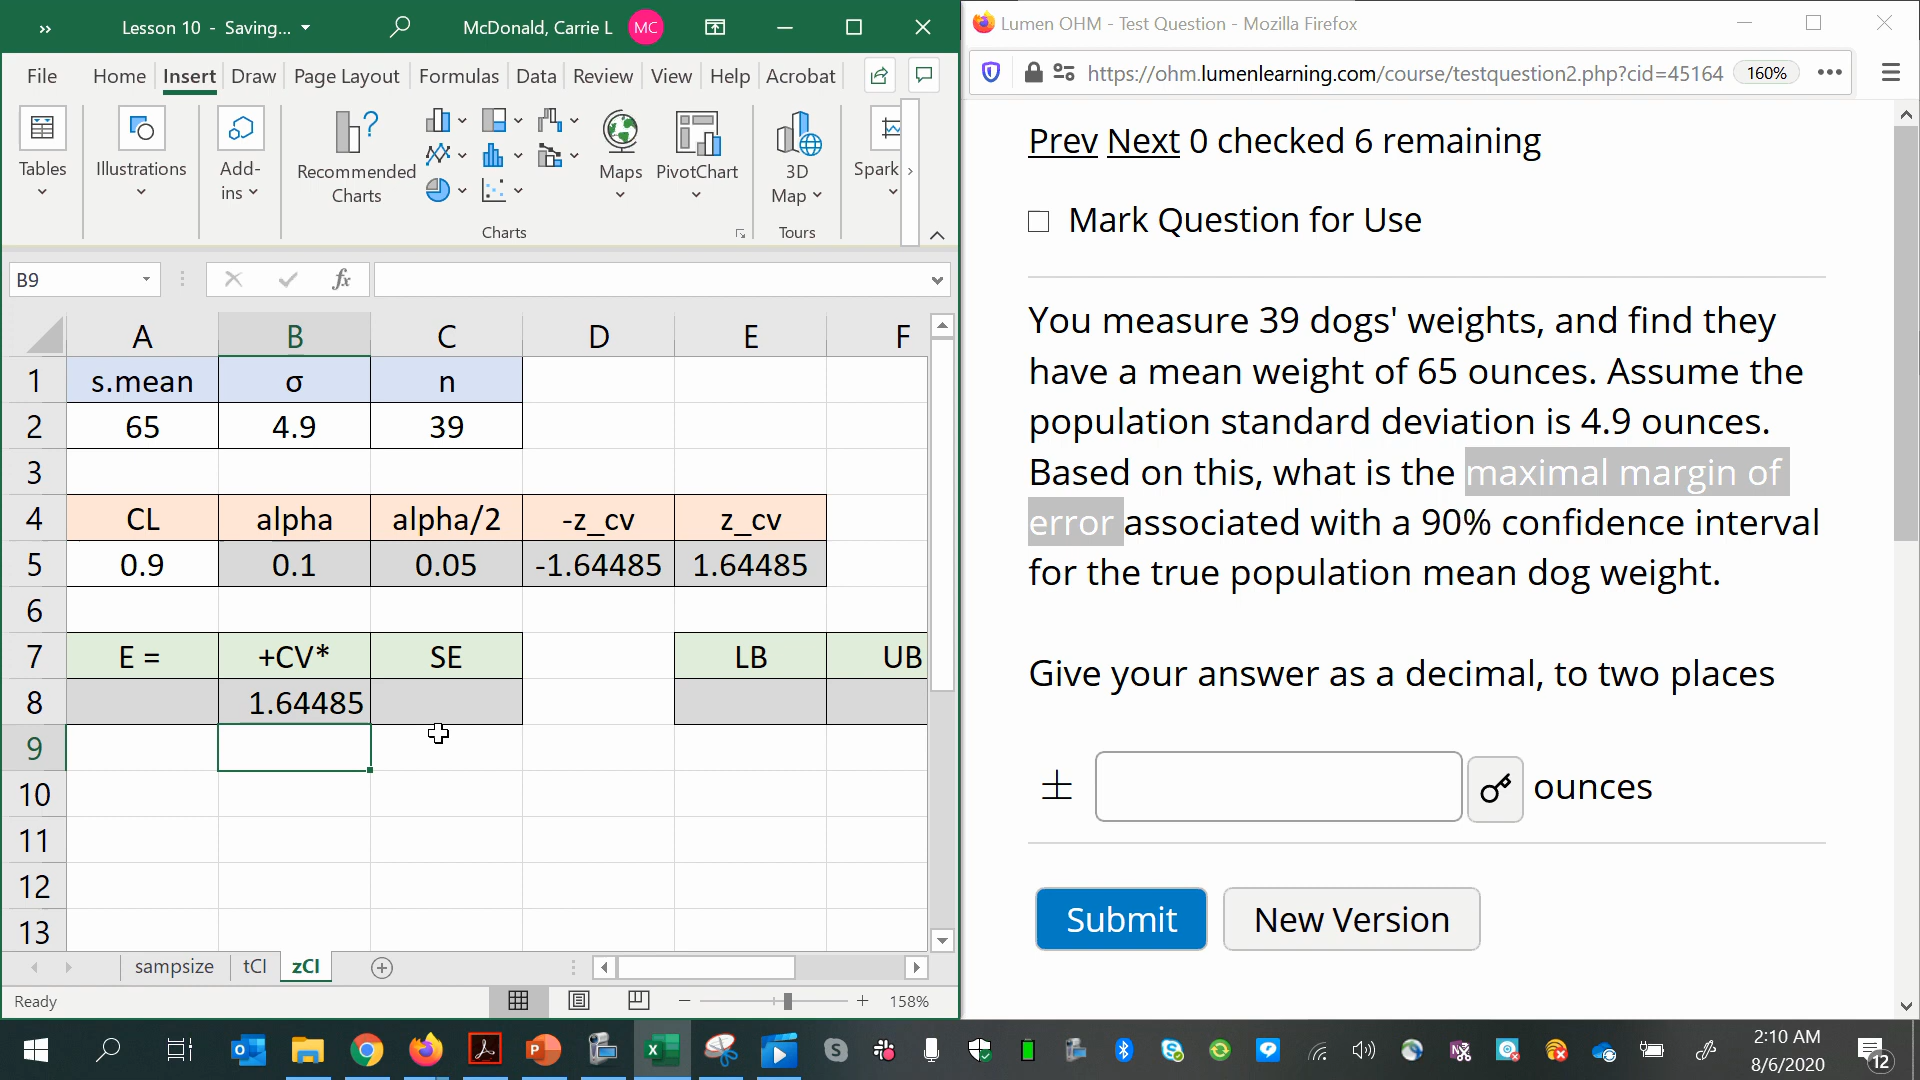 Lesson 10 - Saving...
McDonald, Carrie L
MC
File Home Insert Draw Page Layout Formulas Data Review View Help Acrobat
Tables
Illustrations
Add-
ins
Recommended
Charts
Maps
PivotChart
3D
Map
Spark
Charts
Tours
B9
fx
A B C D E F
1 s.mean σ n
2 65 4.9 39
3
4 CL alpha alpha/2 -z_cv z_cv
5 0.9 0.1 0.05 -1.64485 1.64485
6
7 E = +CV* SE LB UB
8 1.64485
9
10
11
12
13
sampsize tCI zCI
Ready
158%
Lumen OHM - Test Question - Mozilla Firefox
https://ohm.lumenlearning.com/course/testquestion2.php?cid=45164
160%
Prev Next 0 checked 6 remaining
Mark Question for Use
You measure 39 dogs' weights, and find they
have a mean weight of 65 ounces. Assume the
population standard deviation is 4.9 ounces.
Based on this, what is the maximal margin of
error associated with a 90% confidence interval
for the true population mean dog weight.
Give your answer as a decimal, to two places
± ounces
Submit
New Version
2:10 AM
8/6/2020
12